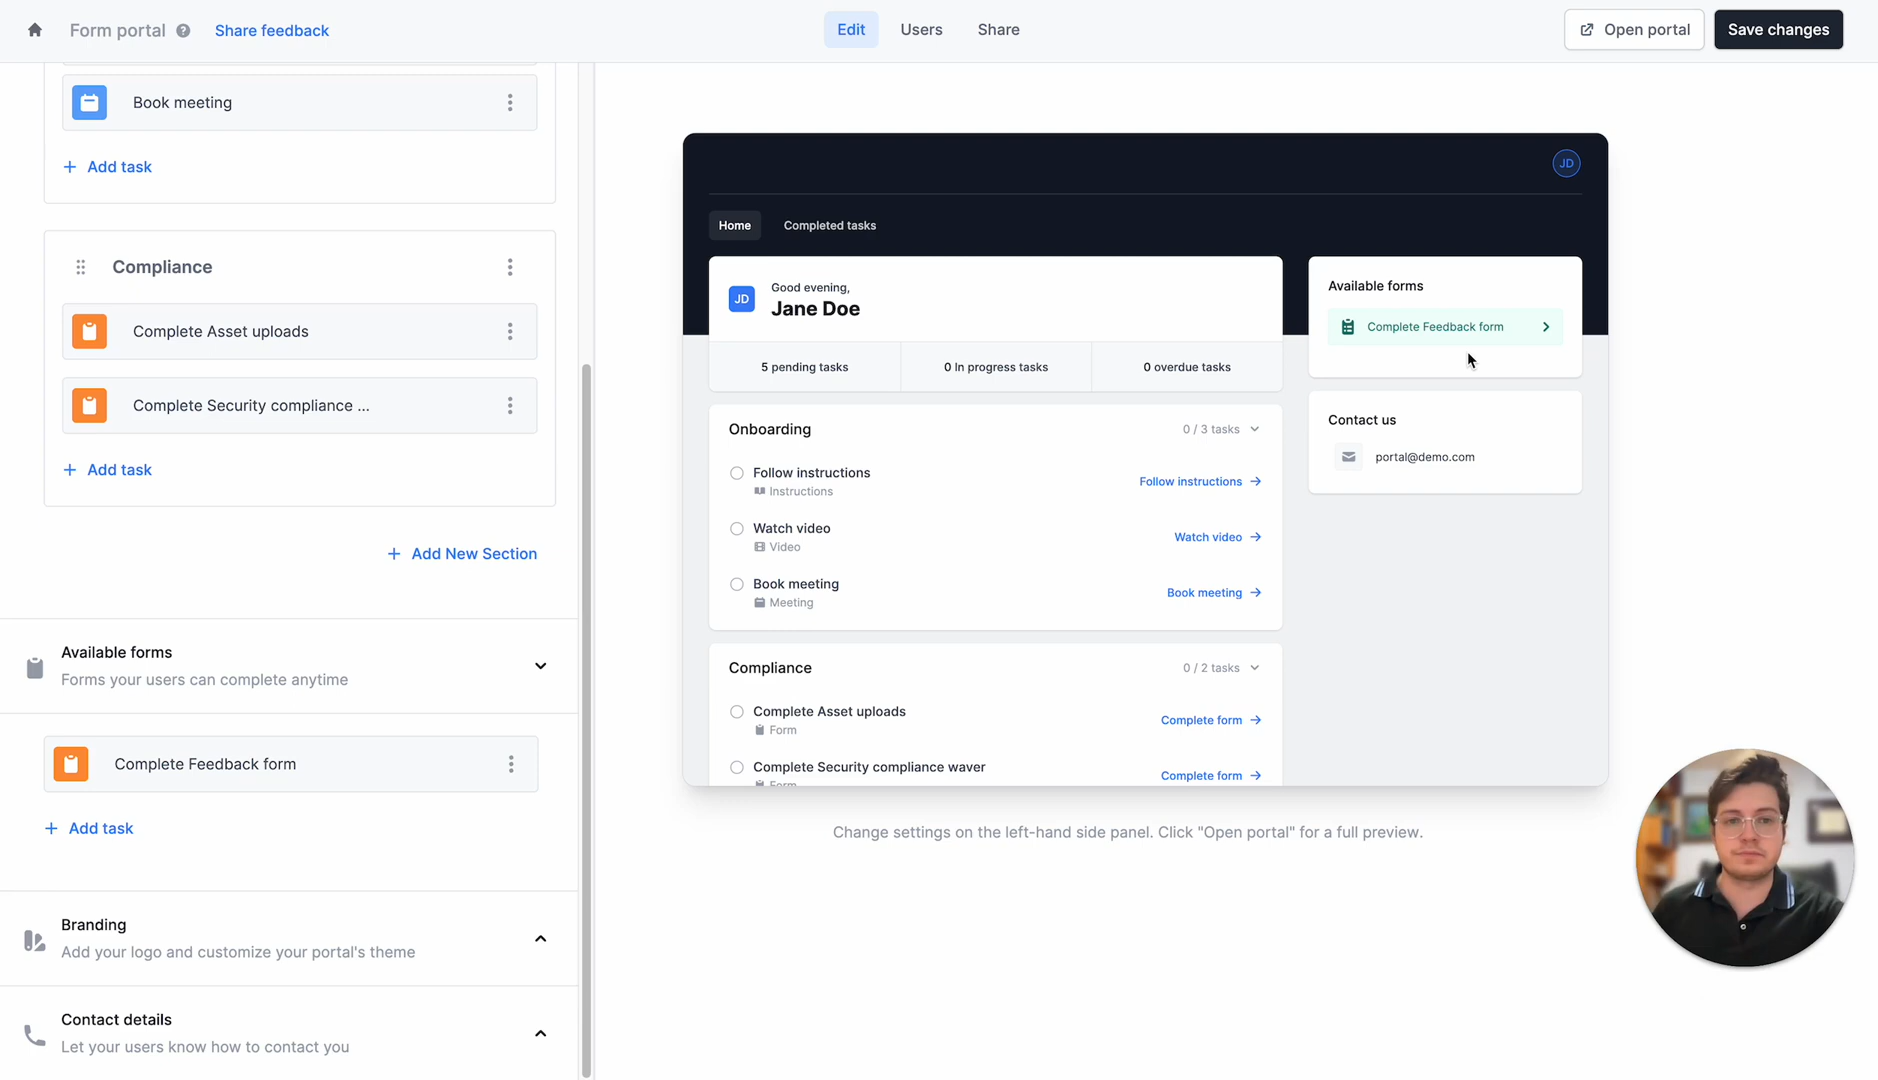 Form portal
Share feedback
Edit
Users
Share
Open portal
Save changes
Book meeting
Add task
Compliance
Complete Asset uploads
Complete Security compliance ...
Add task
Add New Section
Available forms
Forms your users can complete anytime
Complete Feedback form
Add task
Branding
Add your logo and customize your portal's theme
Contact details
Let your users know how to contact you
JD
Home
Completed tasks
JD
Good evening,
Jane Doe
5 pending tasks
0 In progress tasks
0 overdue tasks
Onboarding
0 / 3 tasks
Follow instructions
Instructions
Follow instructions
Watch video
Video
Watch video
Book meeting
Meeting
Book meeting
Compliance
0 / 2 tasks
Complete Asset uploads
Form
Complete form
Complete Security compliance waver
Form
Complete form
Available forms
Complete Feedback form
Contact us
portal@demo.com
Change settings on the left-hand side panel. Click "Open portal" for a full preview.